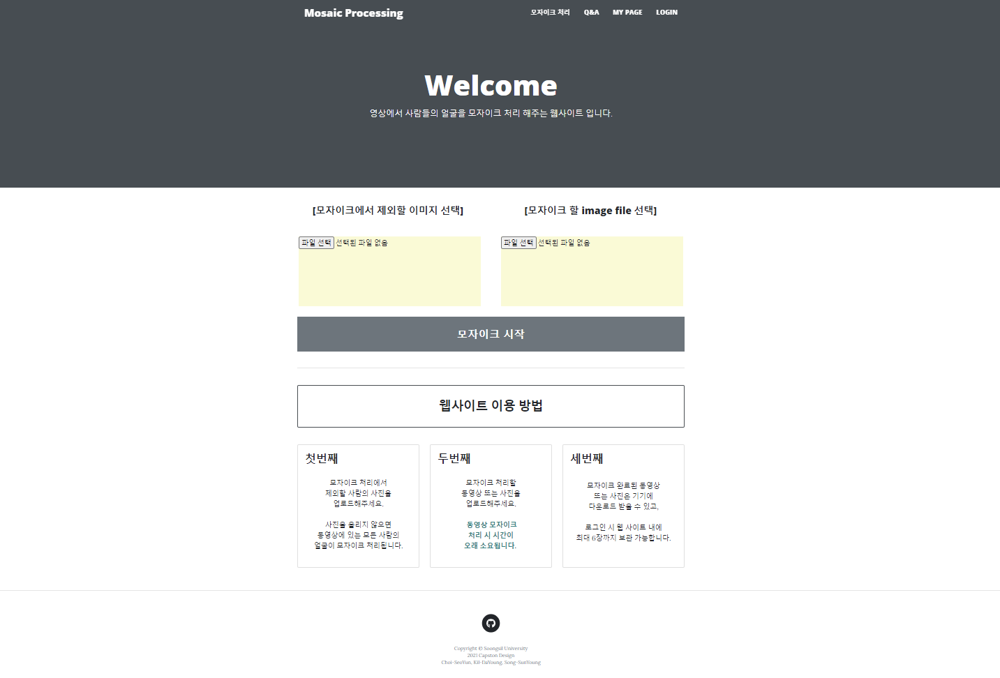 Mosaic Processing
모자이크 처리 Q&A MY PAGE LOGIN
Welcome
영상에서 사람들의 얼굴을 모자이크 처리 해주는 웹사이트 입니다.
[모자이크에서 제외할 이미지 선택]
[모자이크 할 image file 선택]
파일 선택 선택된 파일 없음
파일 선택 선택된 파일 없음
모자이크 시작
웹사이트 이용 방법
첫번째
모자이크 처리에서
제외할 사람의 사진을
업로드해주세요.
사진을 올리지 않으면
동영상에 있는 모든 사람의
얼굴이 모자이크 처리됩니다.
두번째
모자이크 처리할
동영상 또는 사진을
업로드해주세요.
동영상 모자이크
처리 시 시간이
오래 소요됩니다.
세번째
모자이크 완료된 동영상
또는 사진은 기기에
다운로드 받을 수 있고,
로그인 시 웹 사이트 내에
최대 6장까지 보관 가능합니다.
Copyright © Soongsil University
2021 Capston Design
Choi-SeoYun, Kil-DaYoung, Song-SunYoung